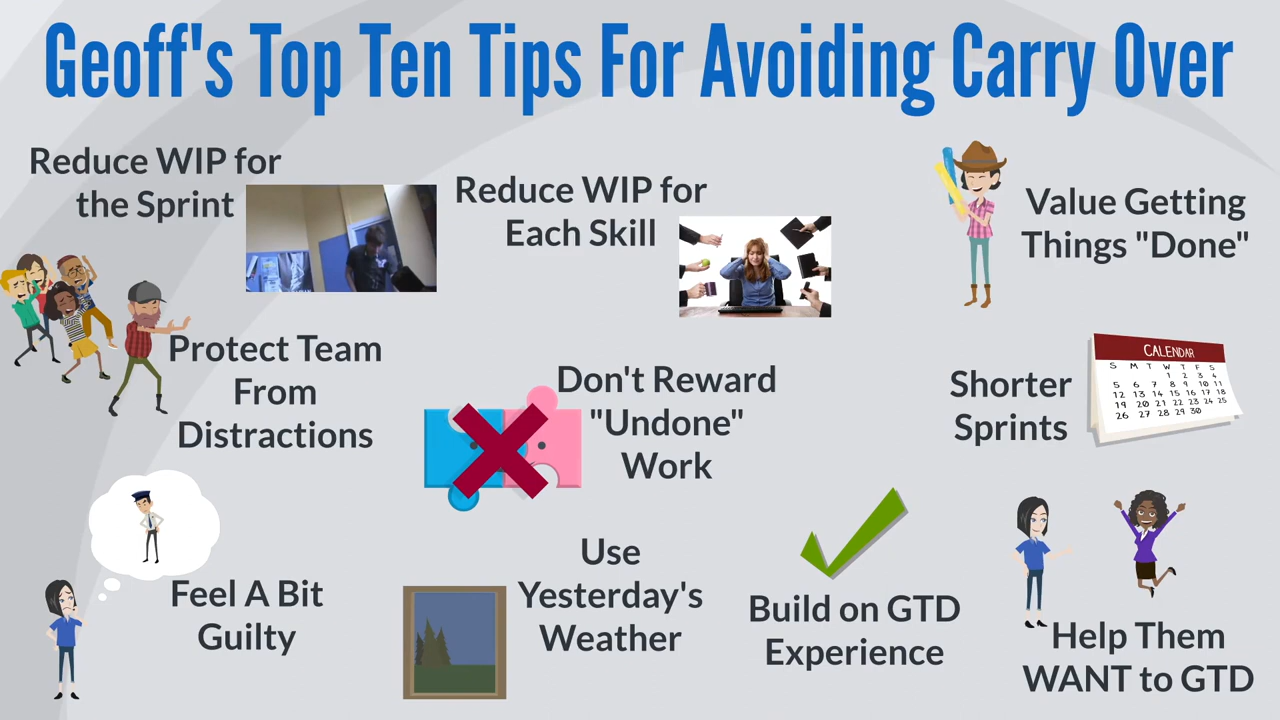 Geoff's Top Ten Tips For Avoiding Carry Over
Reduce WIP for
the Sprint
Reduce WIP for
Each Skill
Value Getting
Things "Done"
Protect Team
From
Distractions
Don't Reward
"Undone"
Work
Shorter
Sprints
CALENDAR
S M T W T F S
1 2 3 4
5 6 7 8 9 10 11
12 13 14 15 16 17 18
19 20 21 22 23 24 25
26 27 28 29 30
Feel A Bit
Guilty
Use
Yesterday's
Weather
Build on GTD
Experience
Help Them
WANT to GTD